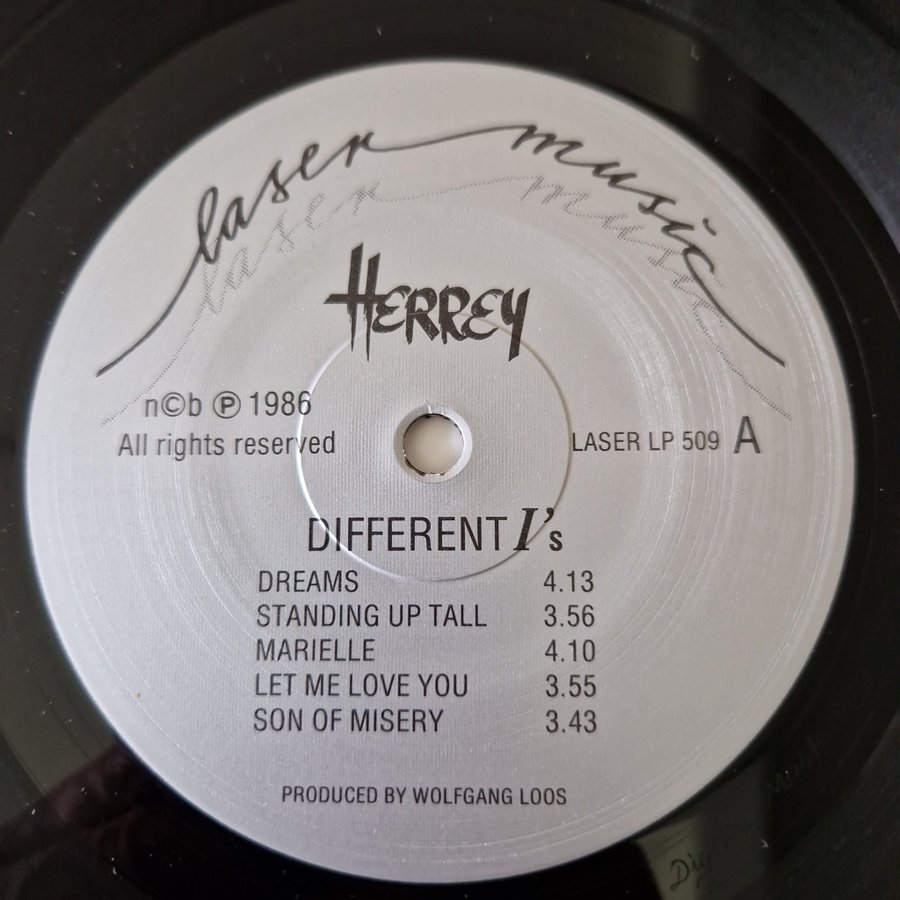 laser music
laser music
HERREY
n©b ℗ 1986
All rights reserved
LASER LP 509 A
DIFFERENT I's
DREAMS 4.13
STANDING UP TALL 3.56
MARIELLE 4.10
LET ME LOVE YOU 3.55
SON OF MISERY 3.43
PRODUCED BY WOLFGANG LOOS